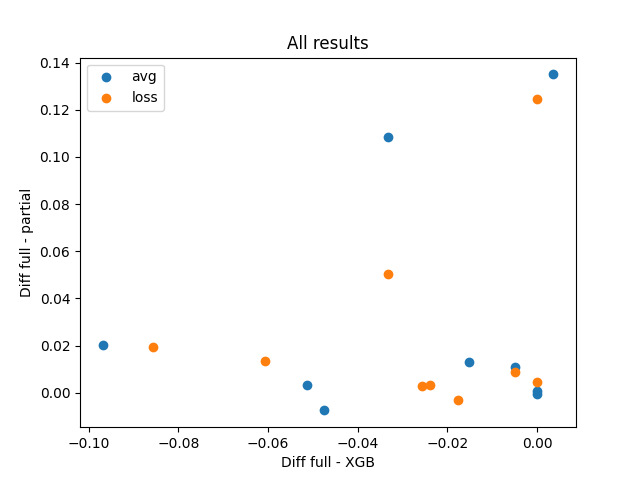 All results
avg
loss
0.14
0.12
0.10
0.08
0.06
0.04
0.02
0.00
Diff full - partial
−0.10
−0.08
−0.06
−0.04
−0.02
0.00
Diff full - XGB